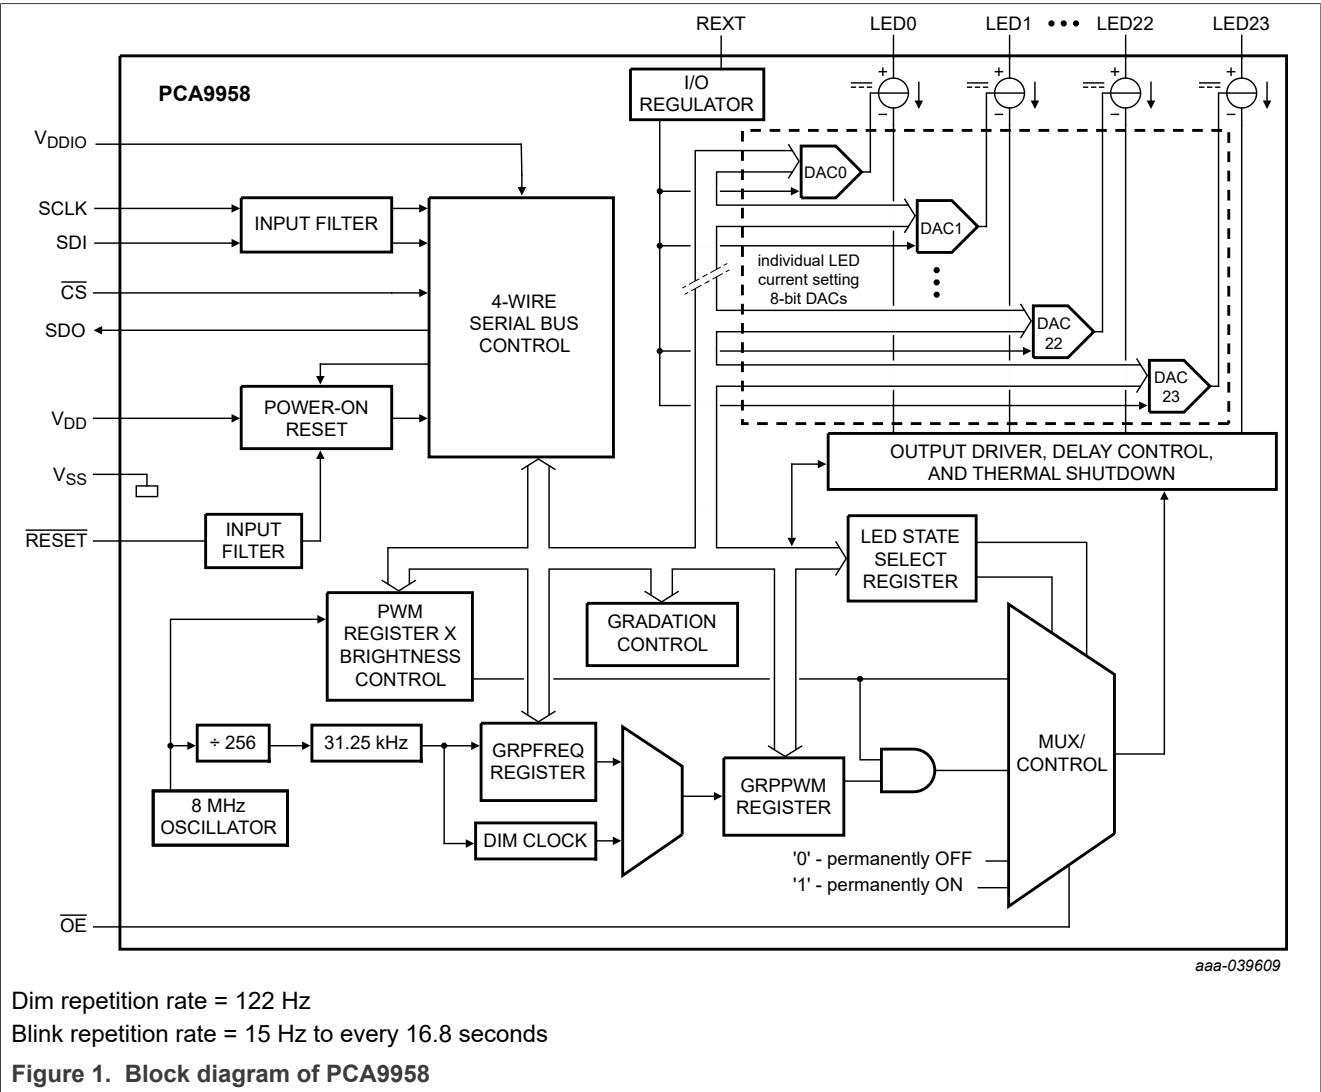 REXT
LED0
LED1
•••
LED22
LED23
PCA9958
I/O
REGULATOR
+
−
+
−
+
−
+
−
VDDIO
SCLK
SDI
INPUT FILTER
CS
SDO
4-WIRE
SERIAL BUS
CONTROL
DAC0
DAC1
individual LED
current setting
8-bit DACs
DAC
22
DAC
23
VDD
POWER-ON
RESET
VSS
RESET
INPUT
FILTER
OUTPUT DRIVER, DELAY CONTROL,
AND THERMAL SHUTDOWN
LED STATE
SELECT
REGISTER
PWM
REGISTER X
BRIGHTNESS
CONTROL
GRADATION
CONTROL
÷ 256
31.25 kHz
GRPFREQ
REGISTER
8 MHz
OSCILLATOR
DIM CLOCK
GRPPWM
REGISTER
MUX/
CONTROL
'0' - permanently OFF
'1' - permanently ON
OE
aaa-039609
Dim repetition rate = 122 Hz
Blink repetition rate = 15 Hz to every 16.8 seconds
Figure 1. Block diagram of PCA9958